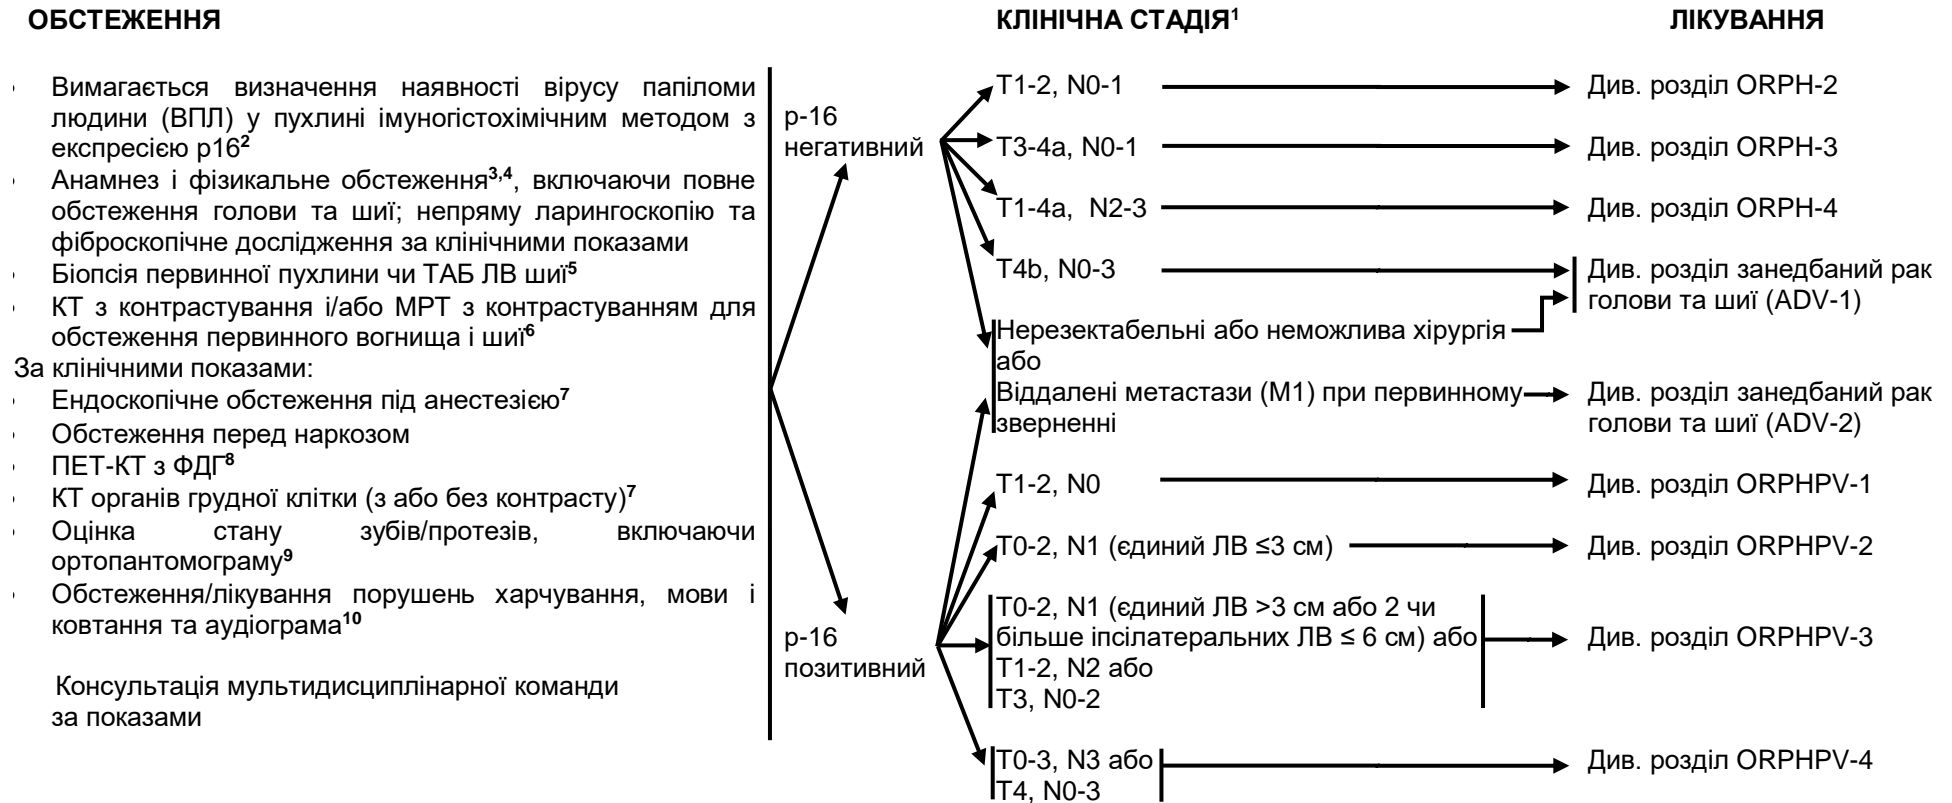 ОБСТЕЖЕННЯ
Вимагається визначення наявності вірусу папіломи
людини (ВПЛ) у пухлині імуногістохімічним методом з
експресією p16²
Анамнез і фізикальне обстеження³,⁴, включаючи повне
обстеження голови та шиї; непряму ларингоскопію та
фіброскопічне дослідження за клінічними показами
Біопсія первинної пухлини чи ТАБ ЛВ шиї⁵
КТ з контрастування і/або МРТ з контрастуванням для
обстеження первинного вогнища і шиї⁶
За клінічними показами:
Ендоскопічне обстеження під анестезією⁷
Обстеження перед наркозом
ПЕТ-КТ з ФДГ⁸
КТ органів грудної клітки (з або без контрасту)⁷
Оцінка стану зубів/протезів, включаючи
ортопантомограму⁹
Обстеження/лікування порушень харчування, мови і
ковтання та аудіограма¹⁰
Консультація мультидисциплінарної команди
за показами
p-16
негативний
p-16
позитивний
КЛІНІЧНА СТАДІЯ¹
T1-2, N0-1
T3-4a, N0-1
T1-4a, N2-3
T4b, N0-3
Нерезектабельні або неможлива хірургія
або
Віддалені метастази (M1) при первинному
зверненні
T1-2, N0
T0-2, N1 (єдиний ЛВ ≤3 см)
T0-2, N1 (єдиний ЛВ >3 см або 2 чи
більше іпсілатеральних ЛВ ≤ 6 см) або
T1-2, N2 або
T3, N0-2
T0-3, N3 або
T4, N0-3
ЛІКУВАННЯ
Див. розділ ORPH-2
Див. розділ ORPH-3
Див. розділ ORPH-4
Див. розділ занедбаний рак
голови та шиї (ADV-1)
Див. розділ занедбаний рак
голови та шиї (ADV-2)
Див. розділ ORPHPV-1
Див. розділ ORPHPV-2
Див. розділ ORPHPV-3
Див. розділ ORPHPV-4